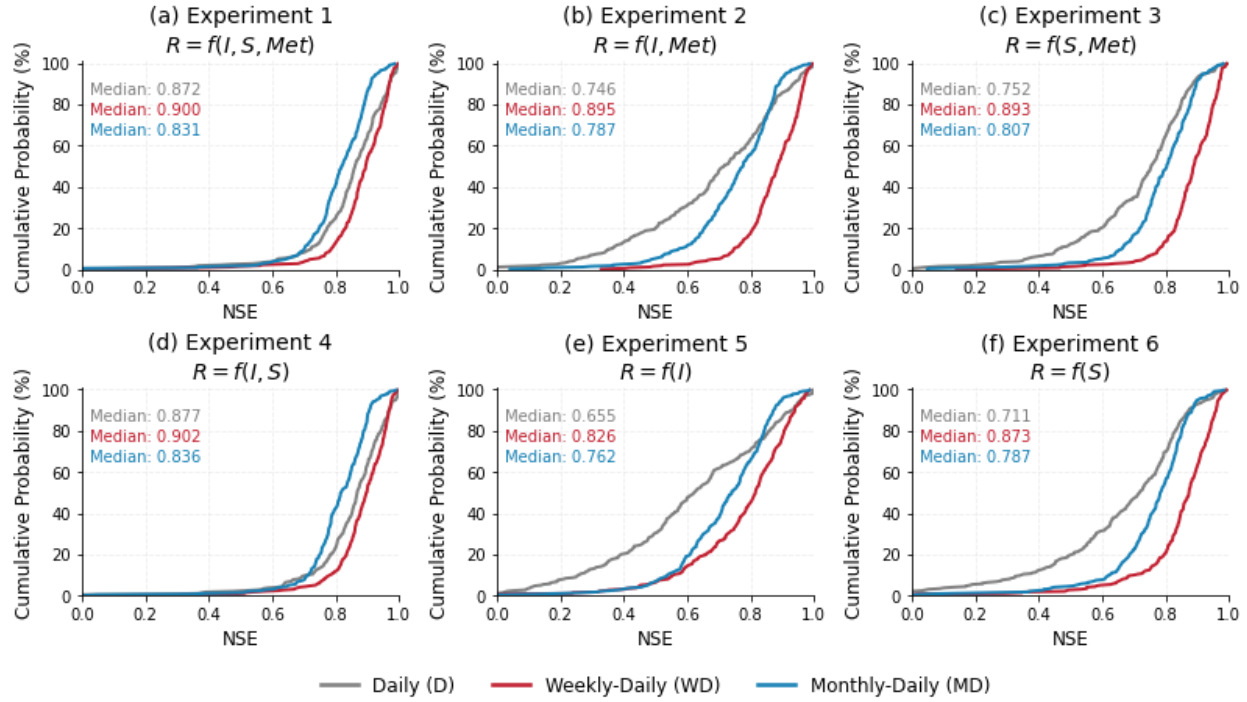 (a) Experiment 1
R = f(I, S, Met)
Cumulative Probability (%)
100
80
60
40
20
0
Median: 0.872
Median: 0.900
Median: 0.831
0.0 0.2 0.4 0.6 0.8 1.0
NSE
(b) Experiment 2
R = f(I, Met)
Cumulative Probability (%)
100
80
60
40
20
0
Median: 0.746
Median: 0.895
Median: 0.787
0.0 0.2 0.4 0.6 0.8 1.0
NSE
(c) Experiment 3
R = f(S, Met)
Cumulative Probability (%)
100
80
60
40
20
0
Median: 0.752
Median: 0.893
Median: 0.807
0.0 0.2 0.4 0.6 0.8 1.0
NSE
(d) Experiment 4
R = f(I, S)
Cumulative Probability (%)
100
80
60
40
20
0
Median: 0.877
Median: 0.902
Median: 0.836
0.0 0.2 0.4 0.6 0.8 1.0
NSE
(e) Experiment 5
R = f(I)
Cumulative Probability (%)
100
80
60
40
20
0
Median: 0.655
Median: 0.826
Median: 0.762
0.0 0.2 0.4 0.6 0.8 1.0
NSE
(f) Experiment 6
R = f(S)
Cumulative Probability (%)
100
80
60
40
20
0
Median: 0.711
Median: 0.873
Median: 0.787
0.0 0.2 0.4 0.6 0.8 1.0
NSE
Daily (D) Weekly-Daily (WD) Monthly-Daily (MD)